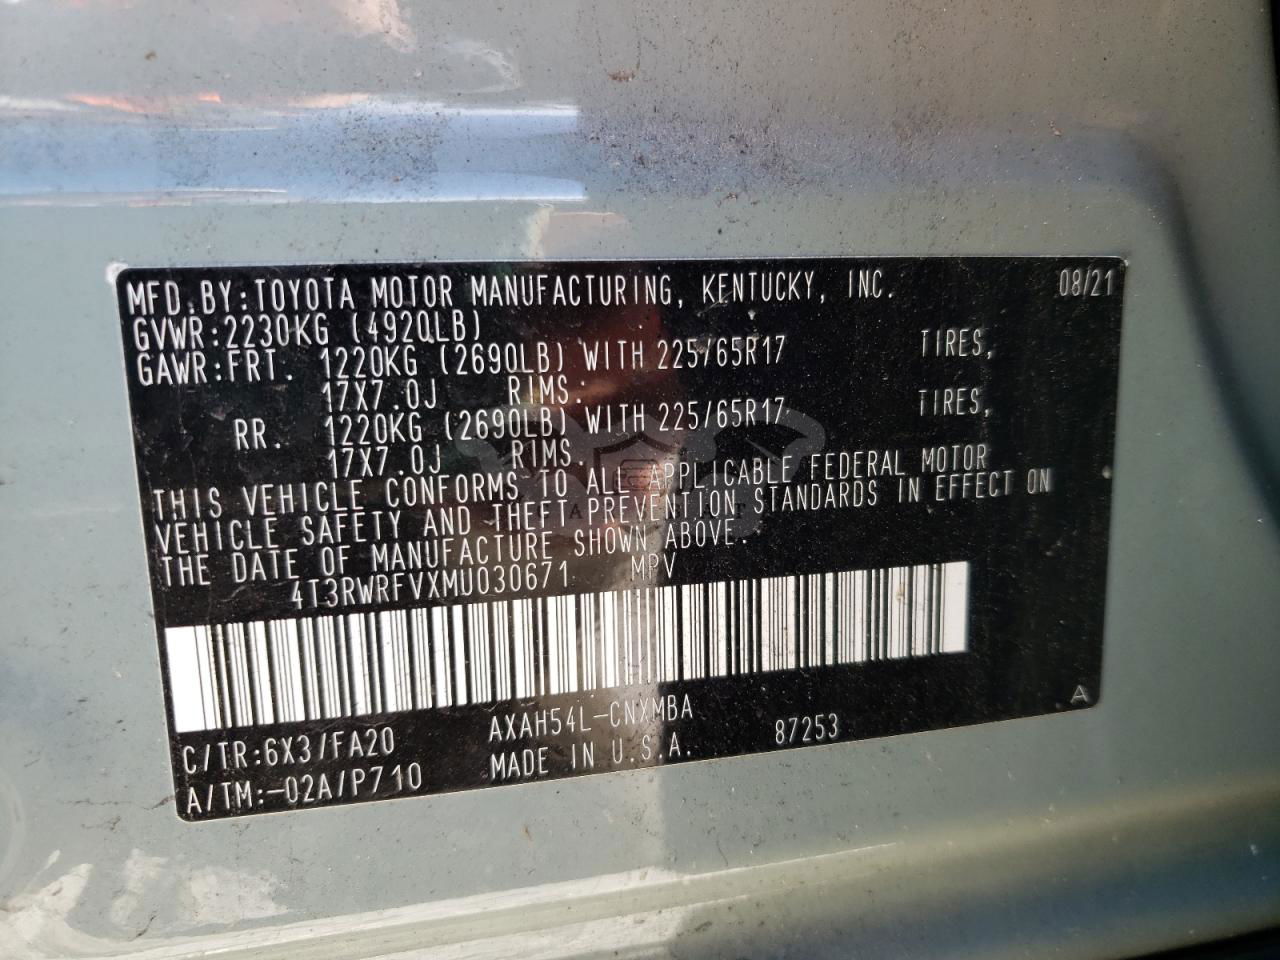 MFD.BY:TOYOTA MOTOR MANUFACTURING, KENTUCKY, INC. 08/21
GVWR:2230KG (4920LB)
GAWR:FRT. 1220KG (2690LB) WITH 225/65R17 TIRES,
17X7.0J RIMS:
RR. 1220KG (2690LB) WITH 225/65R17 TIRES,
17X7.0J RIMS.
THIS VEHICLE CONFORMS TO ALL APPLICABLE FEDERAL MOTOR
VEHICLE SAFETY AND THEFT PREVENTION STANDARDS IN EFFECT ON
THE DATE OF MANUFACTURE SHOWN ABOVE.
4T3RWRFVXMU030671 MPV
C/TR:6X3/FA20 AXAH54L-CNXMBA 87253 A
A/TM:-02A/P710 MADE IN U.S.A.